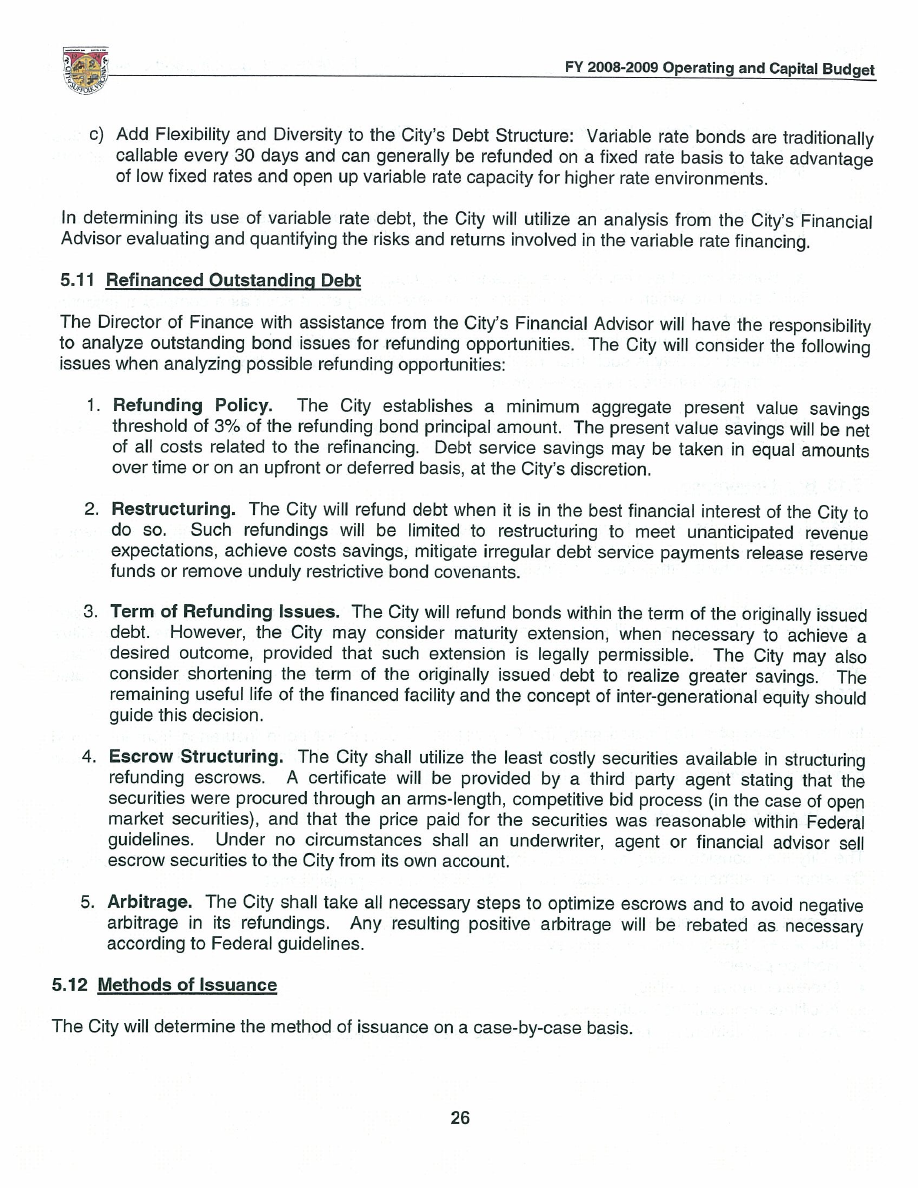 CITY OF SUFFOLK, VIRGINIA
FY 2008-2009 Operating and Capital Budget
c) Add Flexibility and Diversity to the City's Debt Structure: Variable rate bonds are traditionally
callable every 30 days and can generally be refunded on a fixed rate basis to take advantage
of low fixed rates and open up variable rate capacity for higher rate environments.
In determining its use of variable rate debt, the City will utilize an analysis from the City's Financial
Advisor evaluating and quantifying the risks and returns involved in the variable rate financing.
5.11 Refinanced Outstanding Debt
The Director of Finance with assistance from the City's Financial Advisor will have the responsibility
to analyze outstanding bond issues for refunding opportunities. The City will consider the following
issues when analyzing possible refunding opportunities:
1. Refunding Policy. The City establishes a minimum aggregate present value savings
threshold of 3% of the refunding bond principal amount. The present value savings will be net
of all costs related to the refinancing. Debt service savings may be taken in equal amounts
over time or on an upfront or deferred basis, at the City's discretion.
2. Restructuring. The City will refund debt when it is in the best financial interest of the City to
do so. Such refundings will be limited to restructuring to meet unanticipated revenue
expectations, achieve costs savings, mitigate irregular debt service payments release reserve
funds or remove unduly restrictive bond covenants.
3. Term of Refunding Issues. The City will refund bonds within the term of the originally issued
debt. However, the City may consider maturity extension, when necessary to achieve a
desired outcome, provided that such extension is legally permissible. The City may also
consider shortening the term of the originally issued debt to realize greater savings. The
remaining useful life of the financed facility and the concept of inter-generational equity should
guide this decision.
4. Escrow Structuring. The City shall utilize the least costly securities available in structuring
refunding escrows. A certificate will be provided by a third party agent stating that the
securities were procured through an arms-length, competitive bid process (in the case of open
market securities), and that the price paid for the securities was reasonable within Federal
guidelines. Under no circumstances shall an underwriter, agent or financial advisor sell
escrow securities to the City from its own account.
5. Arbitrage. The City shall take all necessary steps to optimize escrows and to avoid negative
arbitrage in its refundings. Any resulting positive arbitrage will be rebated as necessary
according to Federal guidelines.
5.12 Methods of Issuance
The City will determine the method of issuance on a case-by-case basis.
26